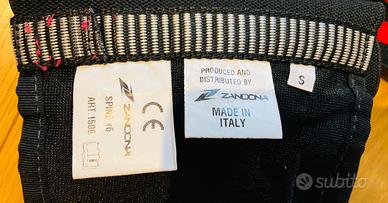 ZANDONA
SPINE x6
ART.1506
CE
PRODUCED AND
DISTRIBUTED BY
ZANDONA
MADE IN
ITALY
S
subito